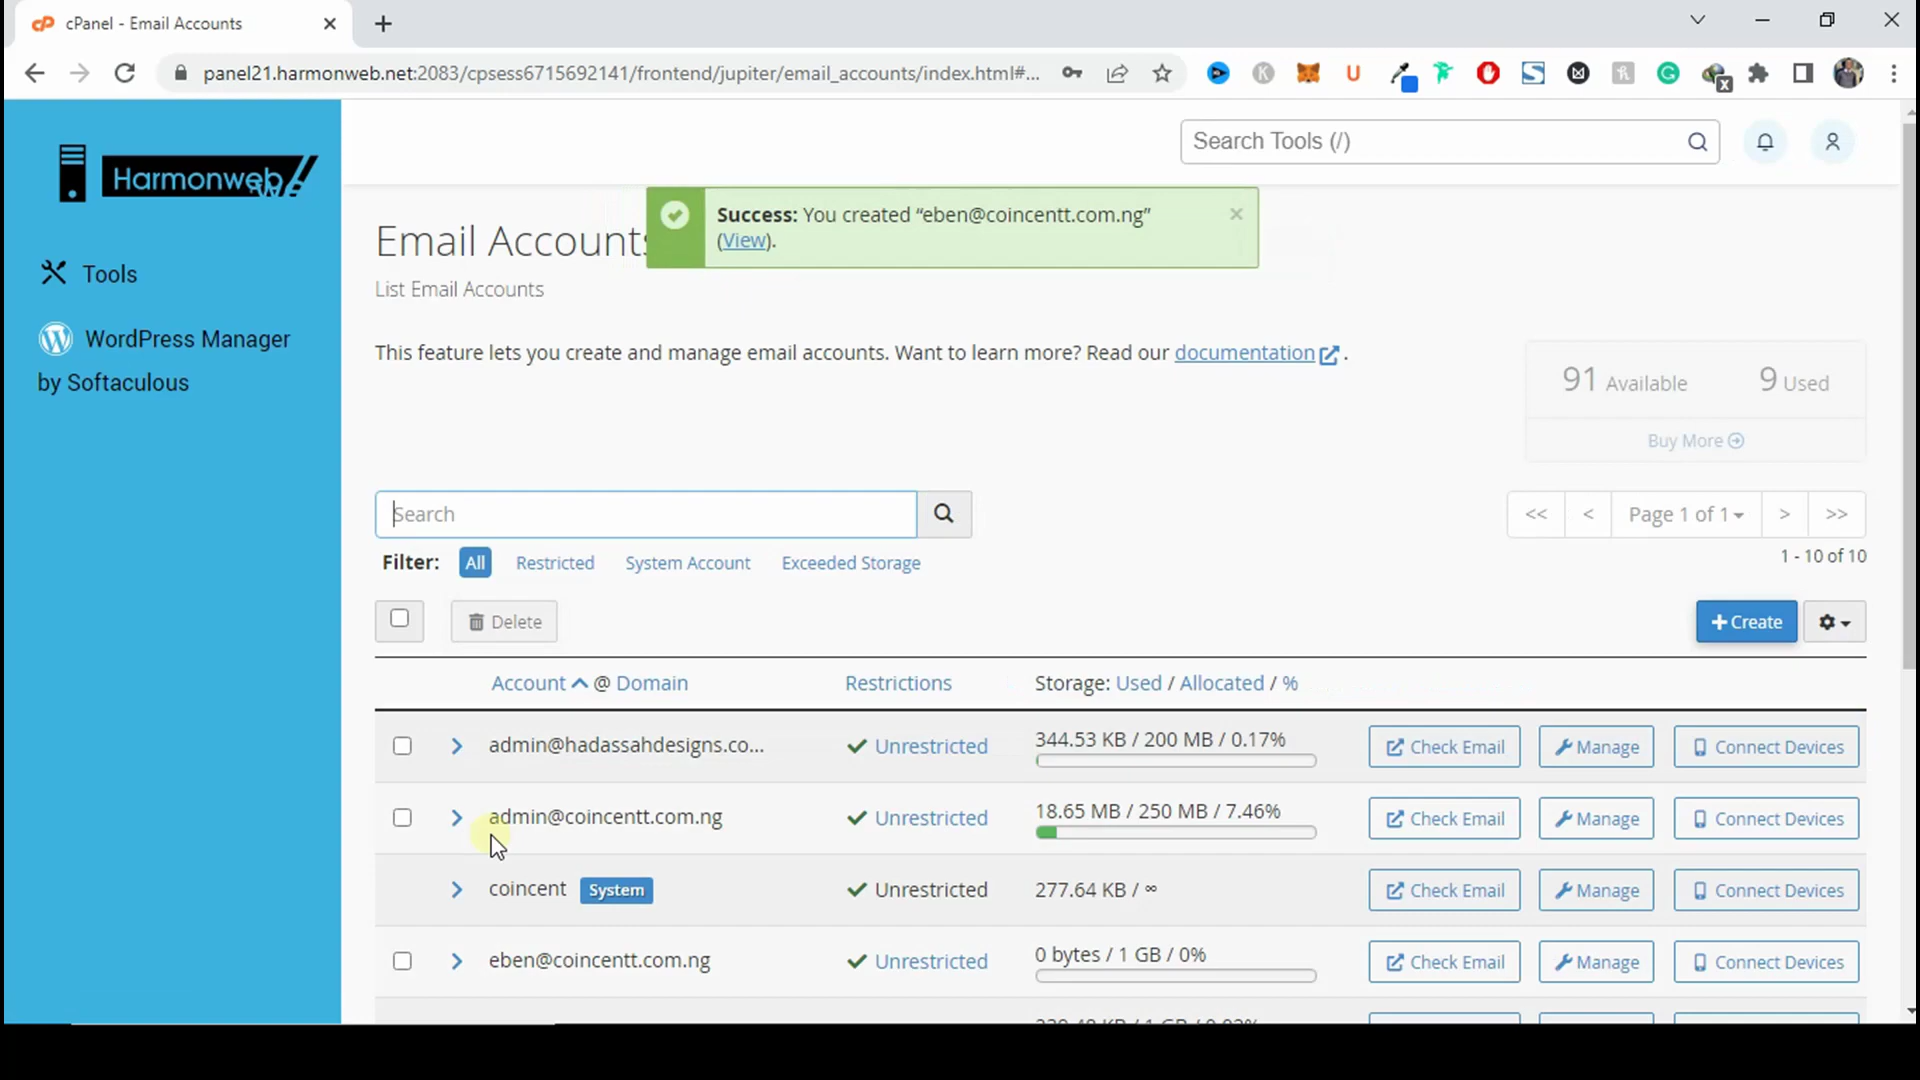 cPanel - Email Accounts
panel21.harmonweb.net:2083/cpsess6715692141/frontend/jupiter/email_accounts/index.html#...
Harmonweb
Search Tools (/)
Tools
WordPress Manager
by Softaculous
Success: You created “eben@coincentt.com.ng”
(View).
Email Accounts
List Email Accounts
This feature lets you create and manage email accounts. Want to learn more? Read our documentation .
91 Available 9 Used
Buy More
Search
<< < Page 1 of 1 > >>
1 - 10 of 10
Filter: All Restricted System Account Exceeded Storage
Delete
+ Create
Account @ Domain Restrictions Storage: Used / Allocated / %
admin@hadassahdesigns.co... Unrestricted 344.53 KB / 200 MB / 0.17% Check Email Manage Connect Devices
admin@coincentt.com.ng Unrestricted 18.65 MB / 250 MB / 7.46% Check Email Manage Connect Devices
coincent System Unrestricted 277.64 KB / ∞ Check Email Manage Connect Devices
eben@coincentt.com.ng Unrestricted 0 bytes / 1 GB / 0% Check Email Manage Connect Devices